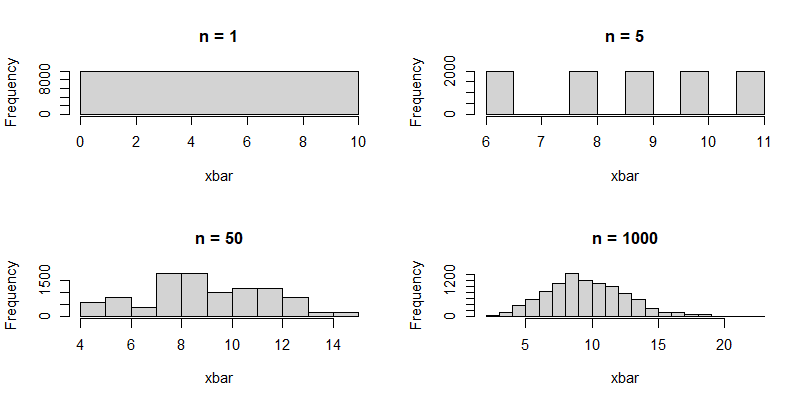 n = 1
Frequency
0 8000
0 2 4 6 8 10
xbar
n = 5
Frequency
0 2000
6 7 8 9 10 11
xbar
n = 50
Frequency
0 1500
4 6 8 10 12 14
xbar
n = 1000
Frequency
0 1200
5 10 15 20
xbar